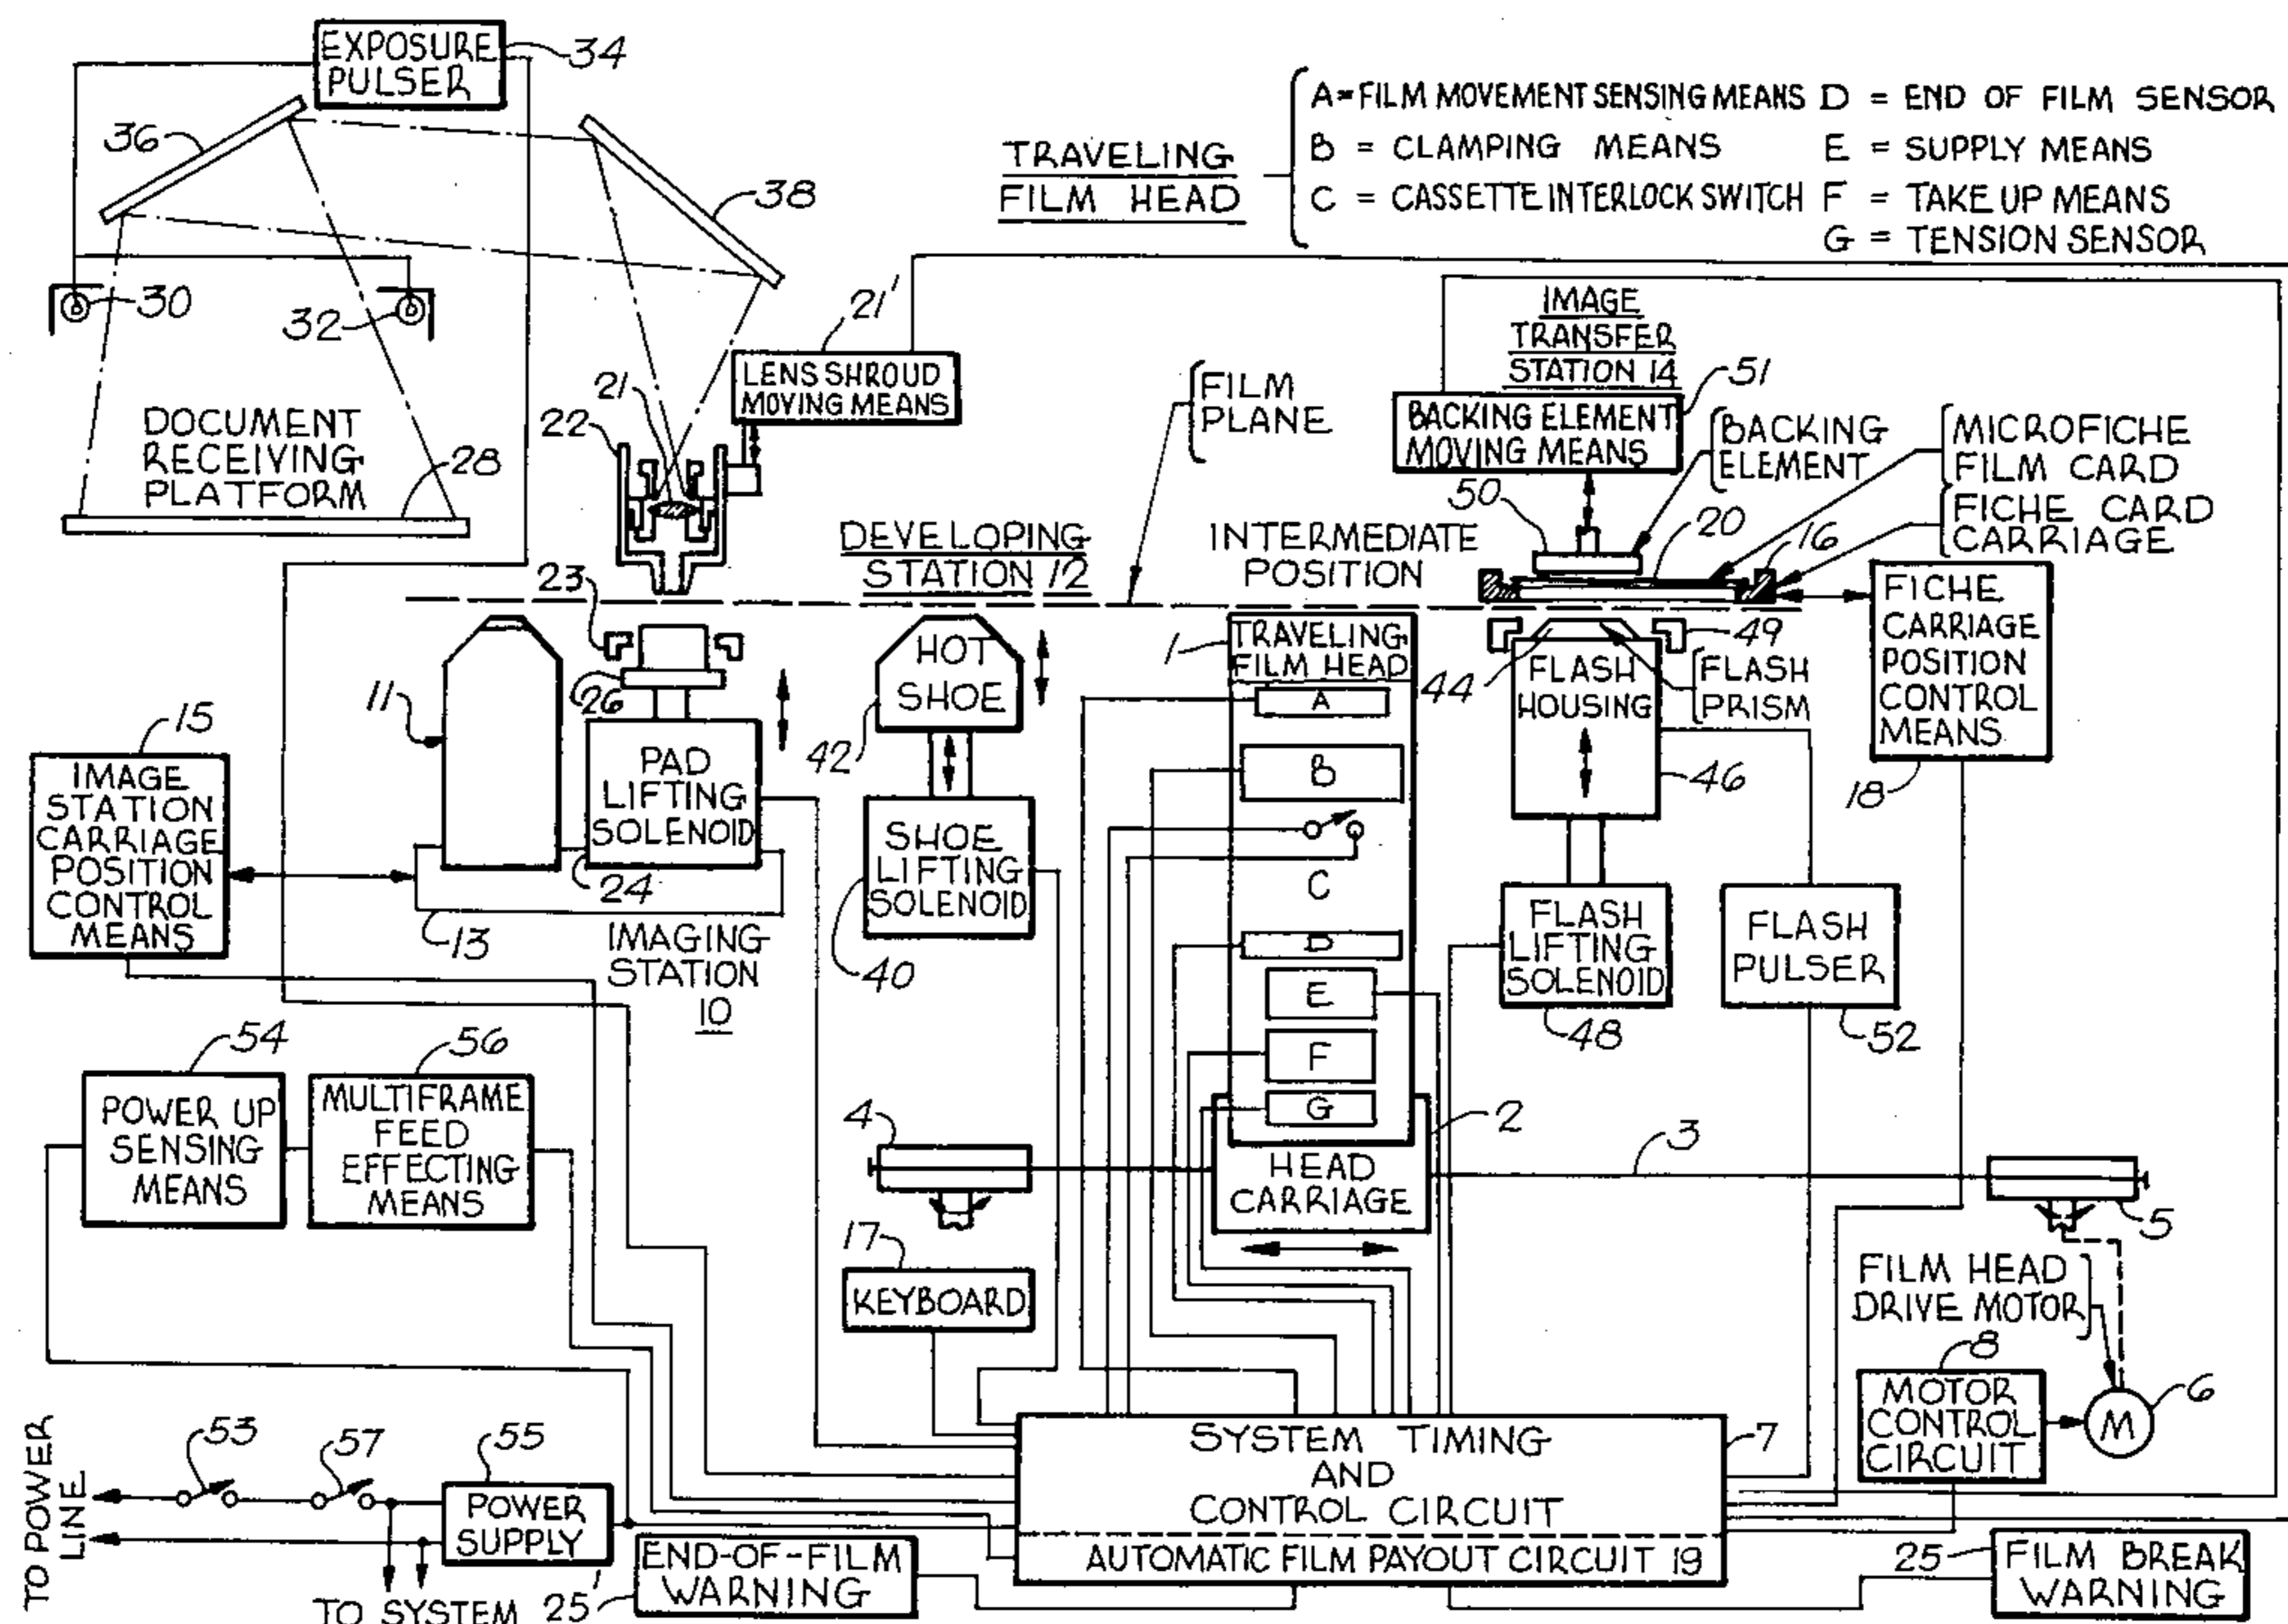 EXPOSURE
PULSER
34
36
38
30
32
DOCUMENT
RECEIVING
PLATFORM
28
TRAVELING
FILM HEAD
A = FILM MOVEMENT SENSING MEANS
B = CLAMPING MEANS
C = CASSETTE INTERLOCK SWITCH
D = END OF FILM SENSOR
E = SUPPLY MEANS
F = TAKE UP MEANS
G = TENSION SENSOR
21'
LENS SHROUD
MOVING MEANS
21
22
FILM
PLANE
IMAGE
TRANSFER
STATION 14
51
BACKING ELEMENT
MOVING MEANS
BACKING
ELEMENT
MICROFICHE
FILM CARD
FICHE CARD
CARRIAGE
50
20
16
DEVELOPING
STATION 12
INTERMEDIATE
POSITION
23
26
11
15
IMAGE
STATION
CARRIAGE
POSITION
CONTROL
MEANS
PAD
LIFTING
SOLENOID
24
13
IMAGING
STATION
10
HOT
SHOE
42
SHOE
LIFTING
SOLENOID
40
1
TRAVELING
FILM HEAD
A
B
C
D
E
F
G
HEAD
CARRIAGE
2
3
4
5
44
FLASH
HOUSING
FLASH
PRISM
49
46
FLASH
LIFTING
SOLENOID
48
FLASH
PULSER
52
FICHE
CARRIAGE
POSITION
CONTROL
MEANS
18
54
POWER UP
SENSING
MEANS
56
MULTIFRAME
FEED
EFFECTING
MEANS
17
KEYBOARD
FILM HEAD
DRIVE MOTOR
8
MOTOR
CONTROL
CIRCUIT
M
6
TO POWER
LINE
53
57
55
POWER
SUPPLY
TO SYSTEM
SYSTEM TIMING
AND
CONTROL CIRCUIT
7
AUTOMATIC FILM PAYOUT CIRCUIT 19
25'
END-OF-FILM
WARNING
25
FILM BREAK
WARNING